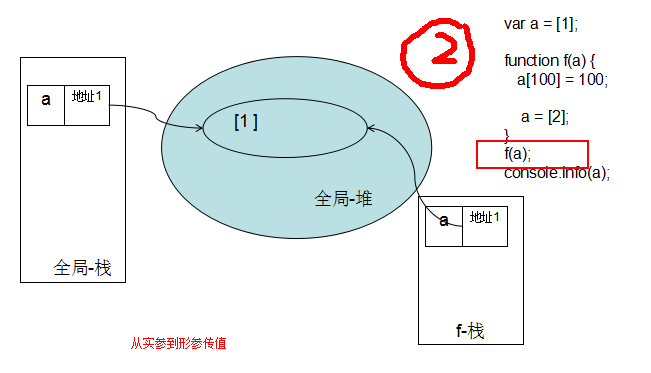 2
var a = [1];
function f(a) {
a[100] = 100;
a = [2];
}
f(a);
console.info(a);
a 地址1
[1 ]
全局-堆
全局-栈
a 地址1
f-栈
从实参到形参传值